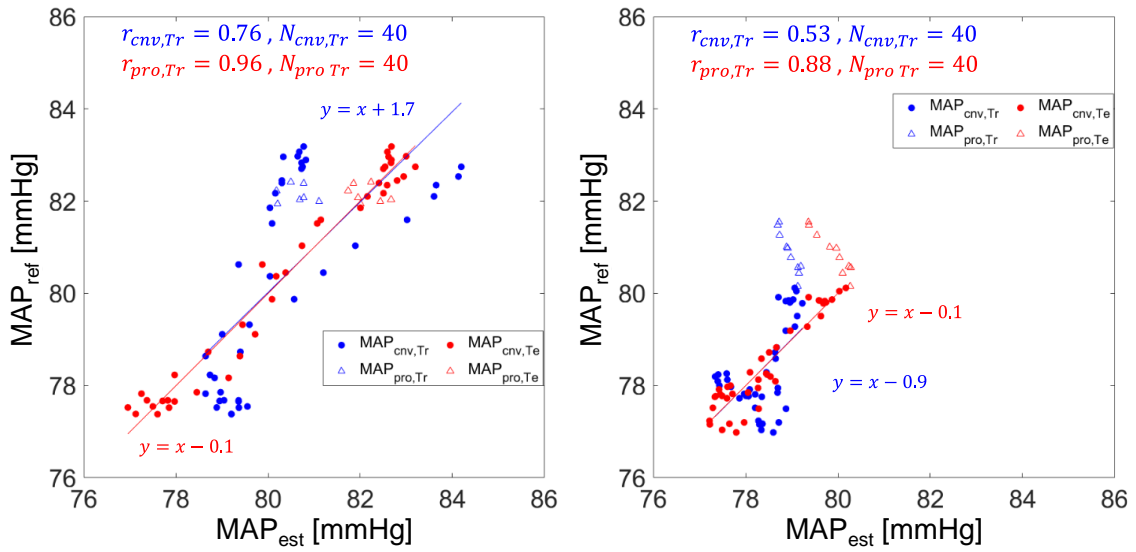 r_cnv,Tr = 0.76 , N_cnv,Tr = 40
r_pro,Tr = 0.96 , N_pro Tr = 40
y = x + 1.7
MAP_cnv,Tr MAP_cnv,Te
MAP_pro,Tr MAP_pro,Te
y = x − 0.1
86
84
82
80
78
76
76 78 80 82 84 86
MAP_ref [mmHg]
MAP_est [mmHg]
r_cnv,Tr = 0.53 , N_cnv,Tr = 40
r_pro,Tr = 0.88 , N_pro Tr = 40
MAP_cnv,Tr MAP_cnv,Te
MAP_pro,Tr MAP_pro,Te
y = x − 0.1
y = x − 0.9
86
84
82
80
78
76
76 78 80 82 84 86
MAP_ref [mmHg]
MAP_est [mmHg]